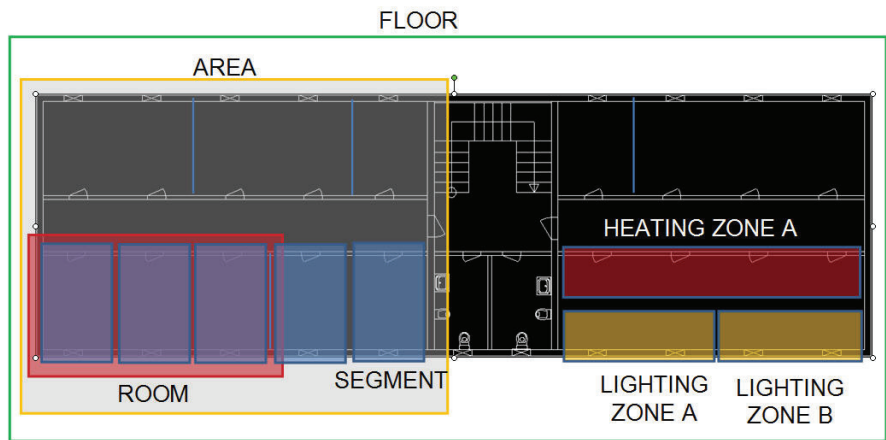 FLOOR
AREA
HEATING ZONE A
ROOM
SEGMENT
LIGHTING
ZONE A
LIGHTING
ZONE B